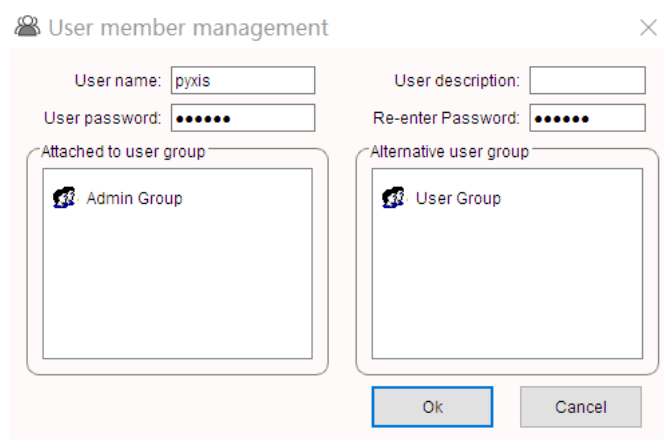 User member management
User name: pyxis
User description:
User password: ●●●●●●
Re-enter Password: ●●●●●●
Attached to user group
Alternative user group
Admin Group
User Group
Ok
Cancel